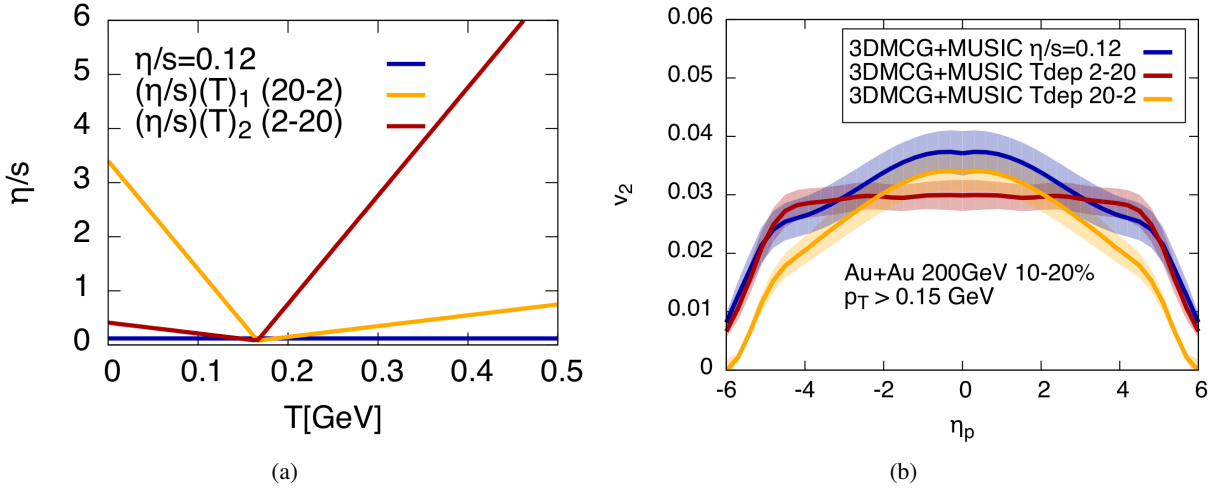 6
5
4
3
2
1
0
η/s
η/s=0.12
(η/s)(T)₁ (20-2)
(η/s)(T)₂ (2-20)
0 0.1 0.2 0.3 0.4 0.5
T[GeV]
(a)
0.06
0.05
0.04
0.03
0.02
0.01
0
v₂
3DMCG+MUSIC η/s=0.12
3DMCG+MUSIC Tdep 2-20
3DMCG+MUSIC Tdep 20-2
Au+Au 200GeV 10-20%
p_T > 0.15 GeV
-6 -4 -2 0 2 4 6
η_p
(b)